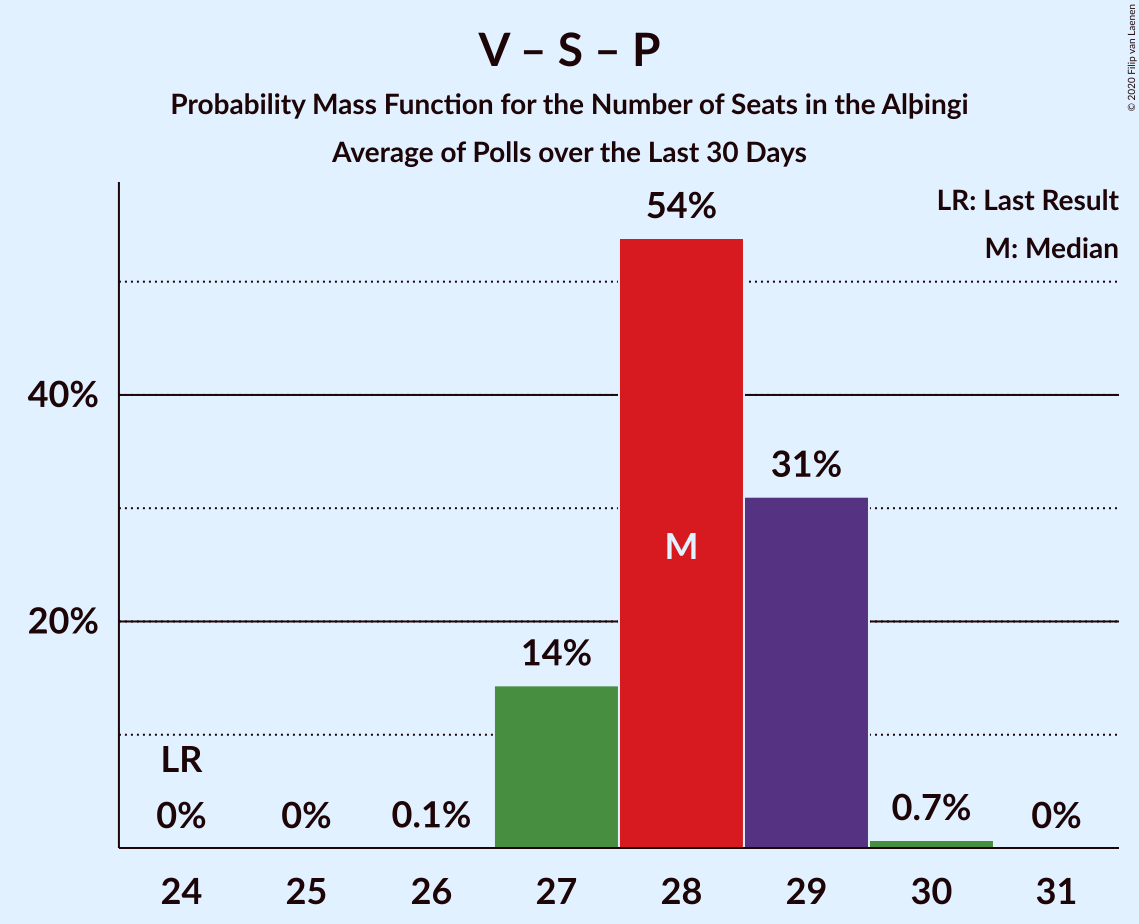 V – S – P
Probability Mass Function for the Number of Seats in the Alþingi
Average of Polls over the Last 30 Days
© 2020 Filip van Laenen
LR: Last Result
M: Median
54%
40%
31%
M
20%
14%
LR
0%
0%
0.1%
0.7%
0%
24
25
26
27
28
29
30
31